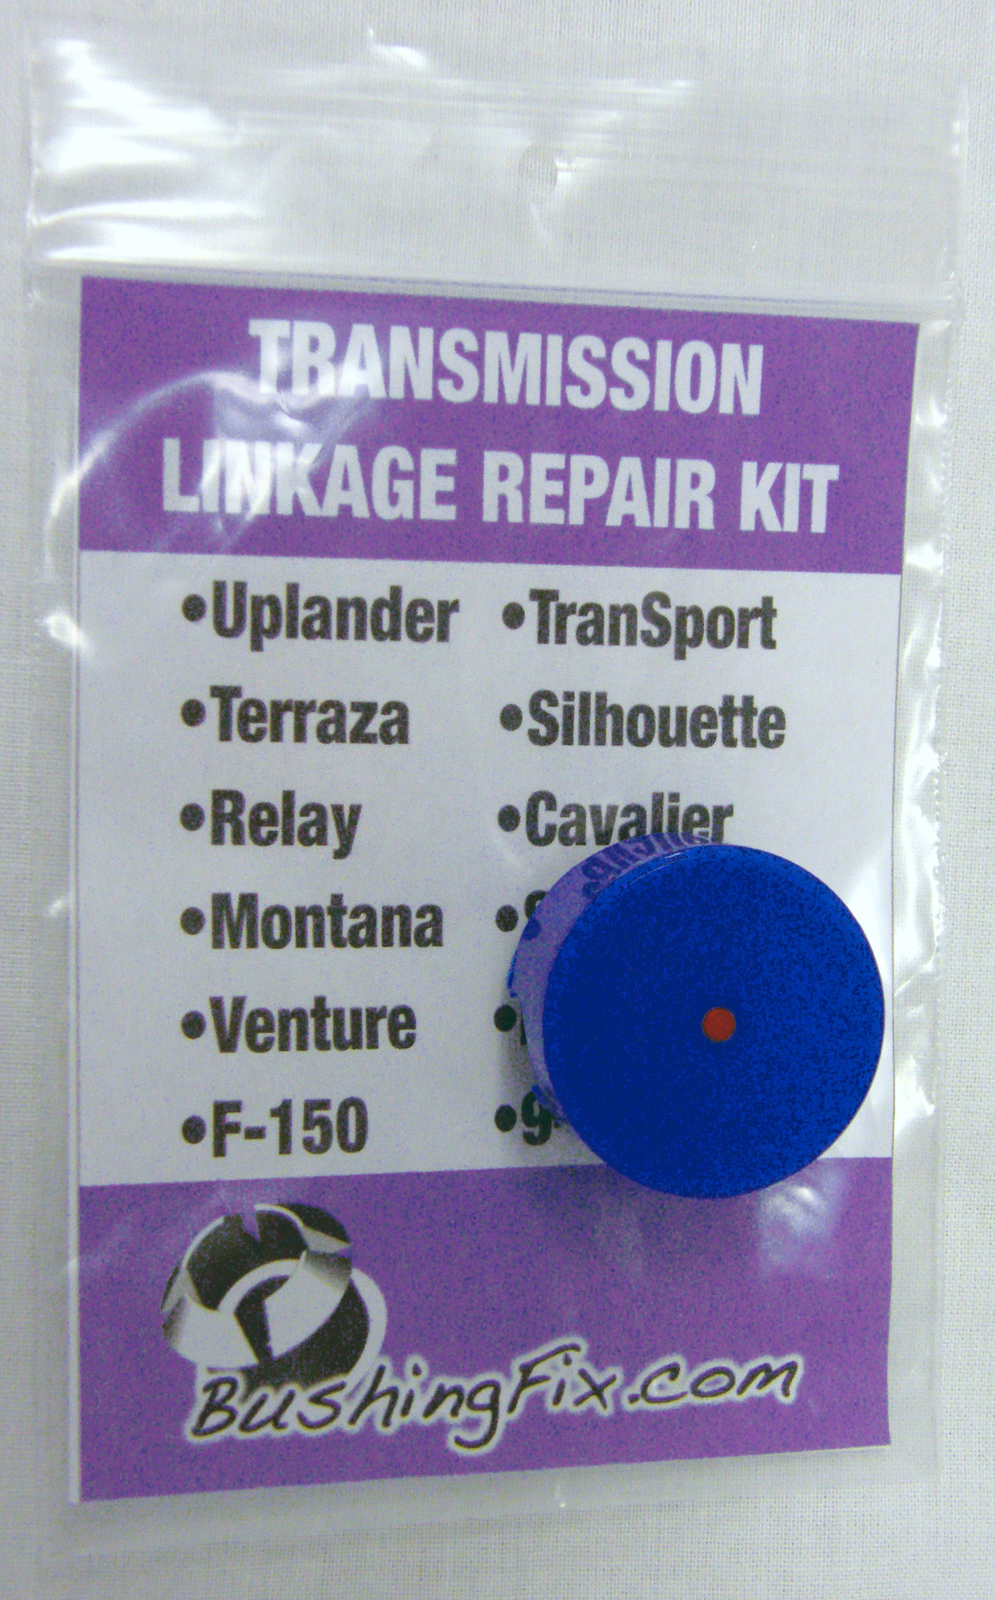 TRANSMISSION
LINKAGE REPAIR KIT
•Uplander •TranSport
•Terraza •Silhouette
•Relay •Cavalier
•Montana •
•Venture •
•F-150 •
BushingFix.com